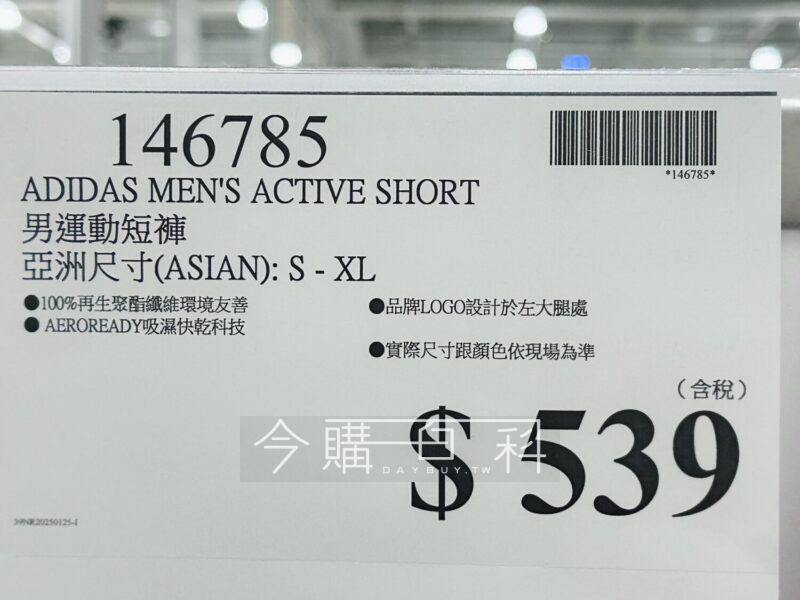 146785
*146785*
ADIDAS MEN'S ACTIVE SHORT
男運動短褲
亞洲尺寸(ASIAN): S - XL
●100%再生聚酯纖維環境友善
● AEROREADY吸濕快乾科技
●品牌LOGO設計於左大腿處
●實際尺寸跟顏色依現場為準
(含稅)
$ 539
今購百科
DAYBUY.TW
39NR20250125-I